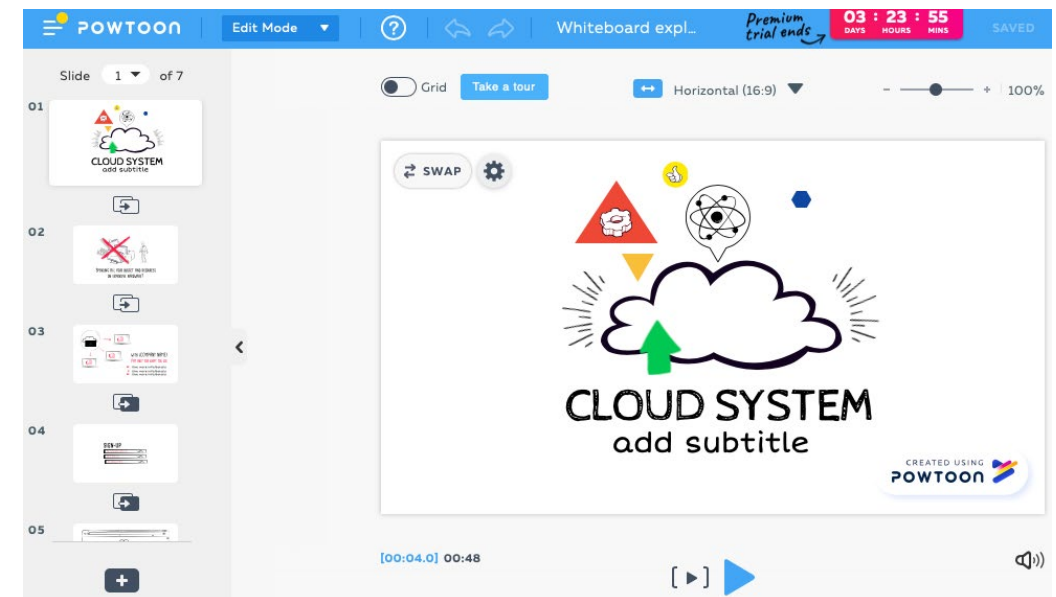 POWTOON
Edit Mode
?
Whiteboard expl...
Premium
trial ends
03 : 23 : 55
DAYS HOURS MINS
SAVED
Slide 1 of 7
Grid
Take a tour
Horizontal (16:9)
- + 100%
01
CLOUD SYSTEM
add subtitle
02
03
04
SIGN-UP
05
SWAP
CLOUD SYSTEM
add subtitle
CREATED USING
POWTOON
[00:04.0] 00:48